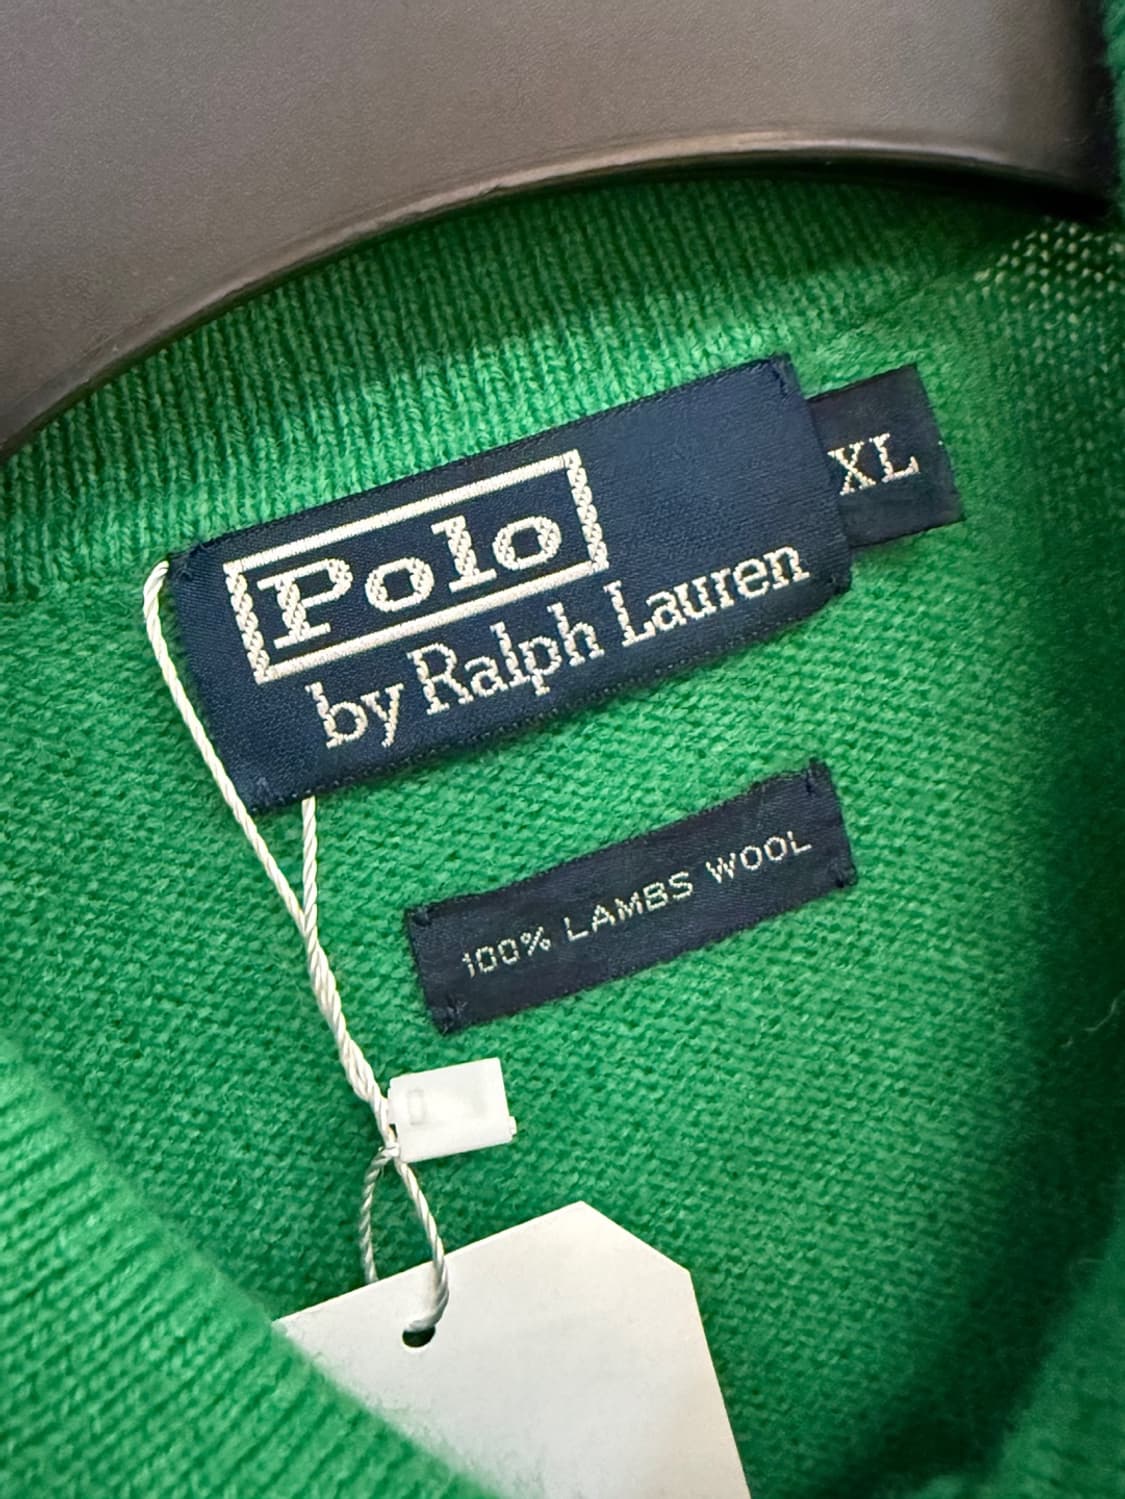 Polo
by Ralph Lauren
XL
100% LAMBS WOOL